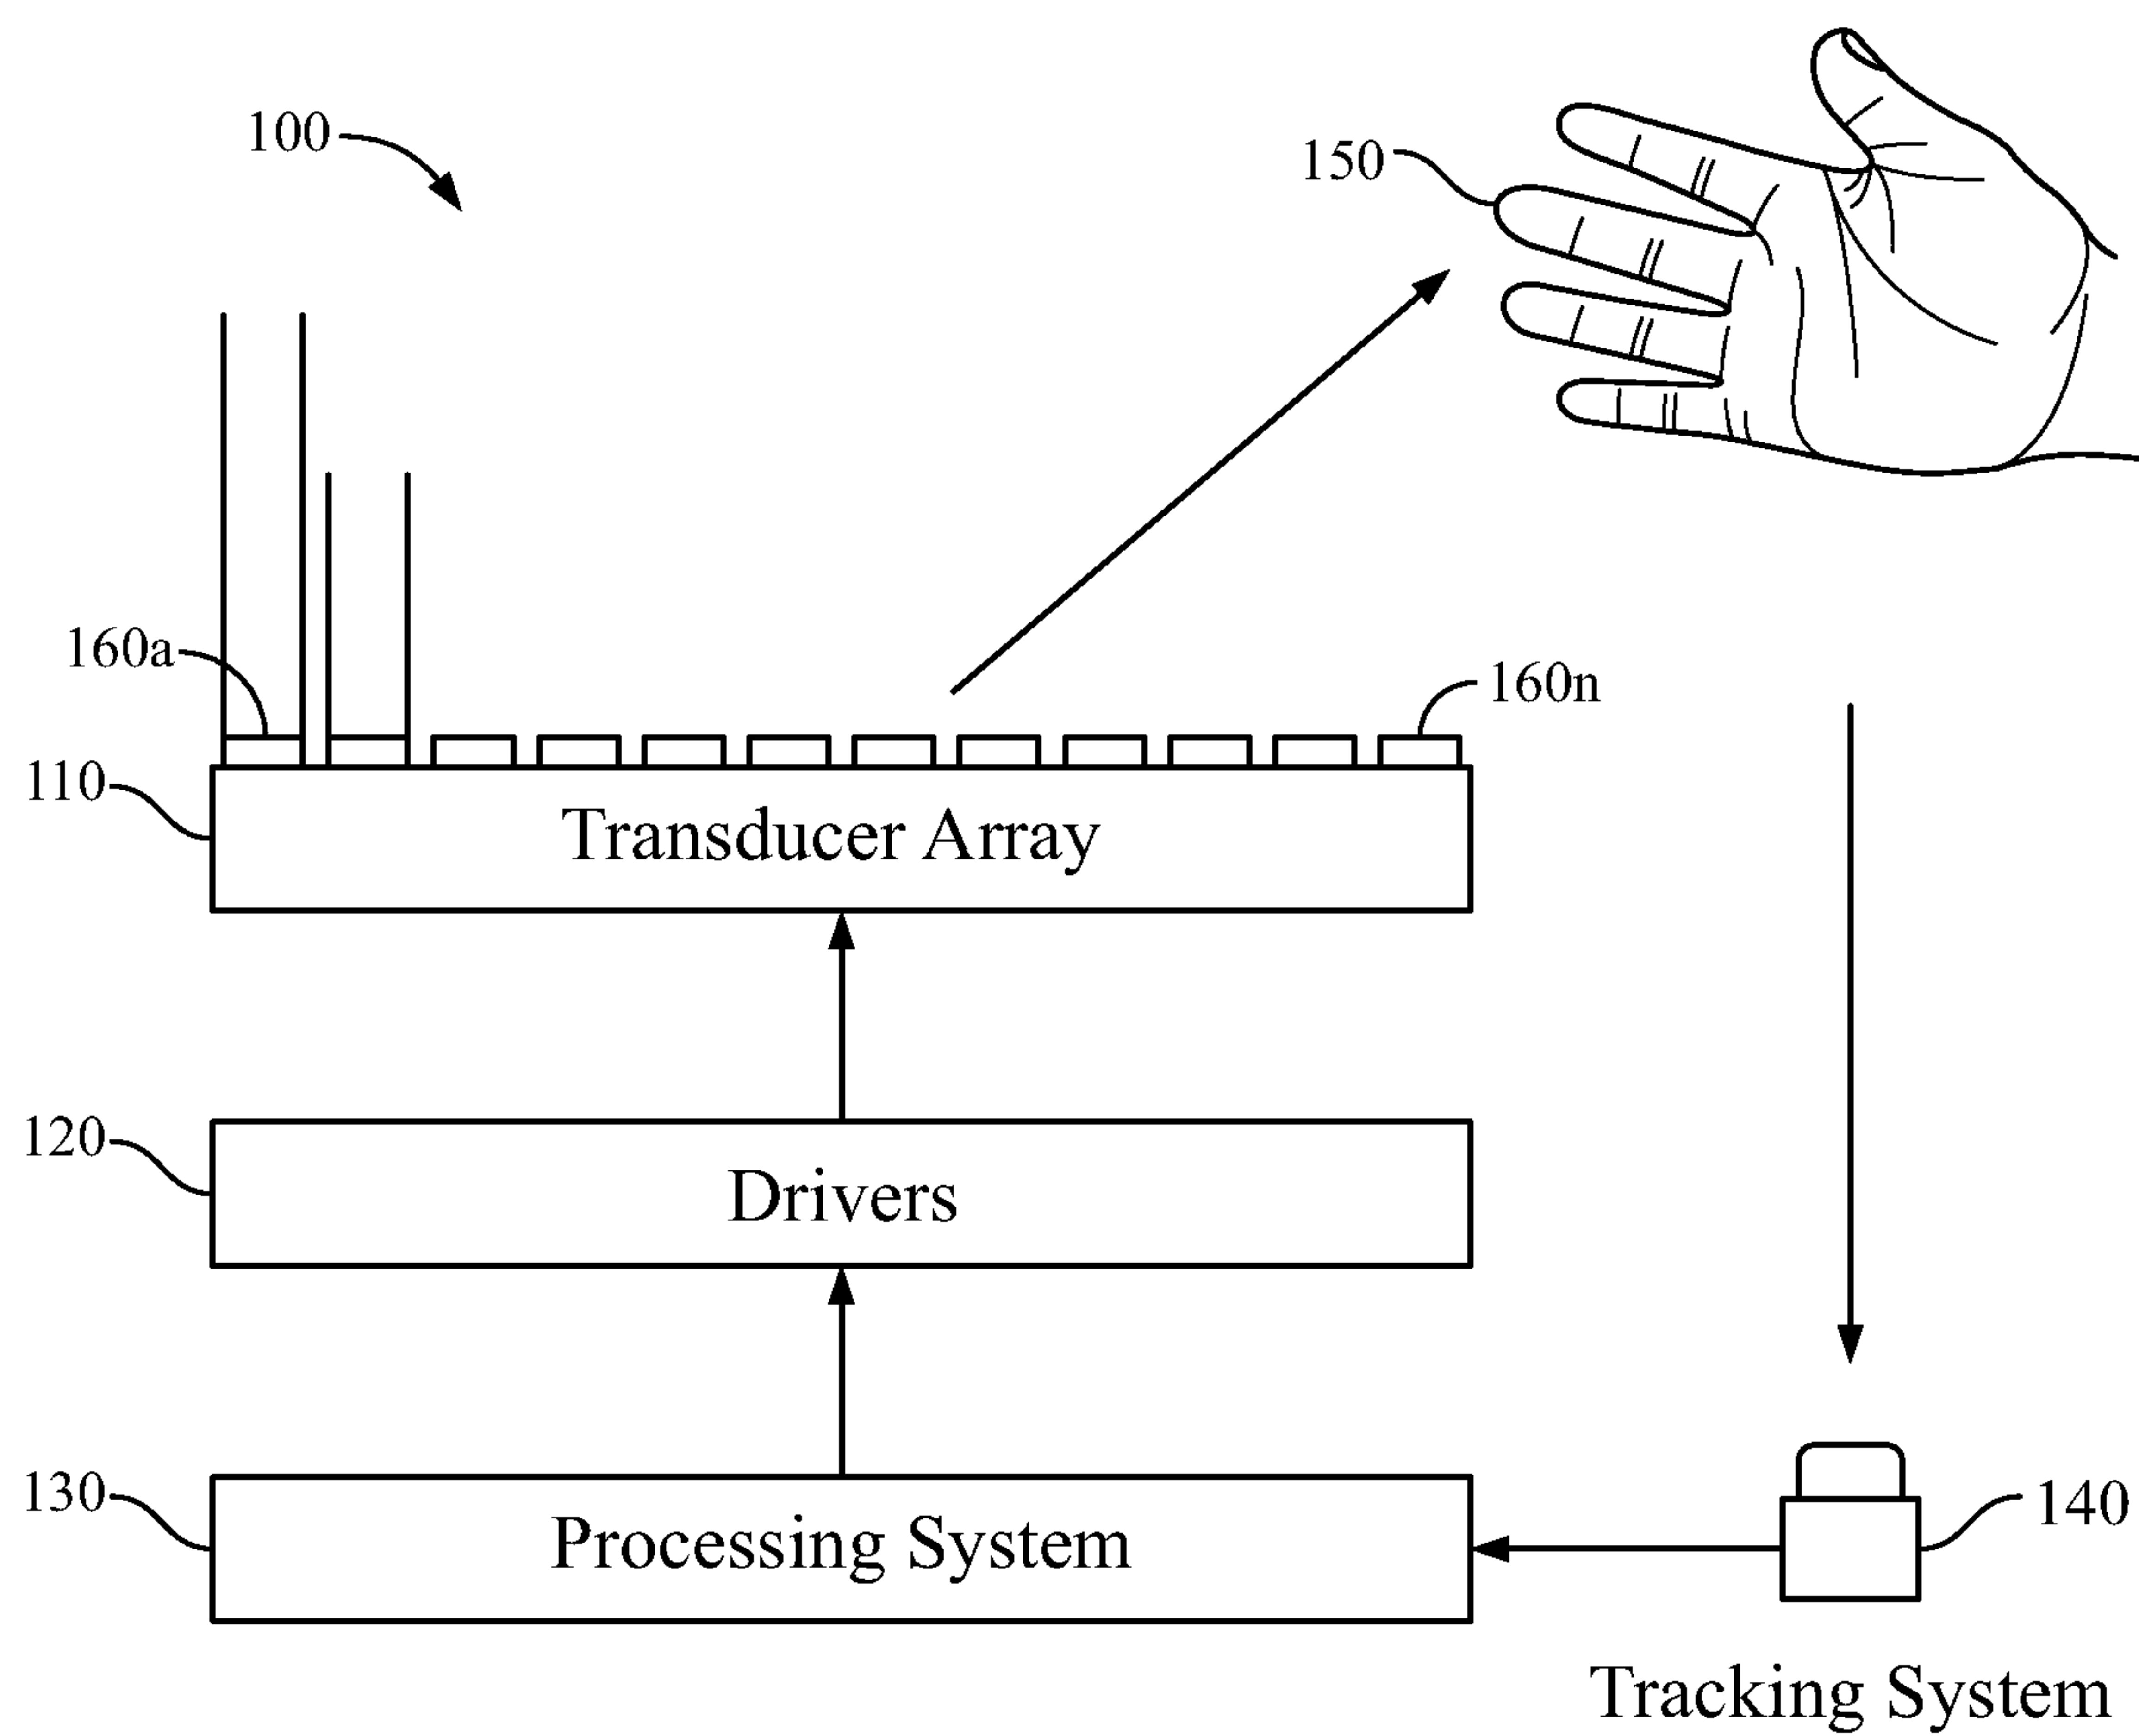 100
150
160a
160n
110
Transducer Array
120
Drivers
130
Processing System
140
Tracking System